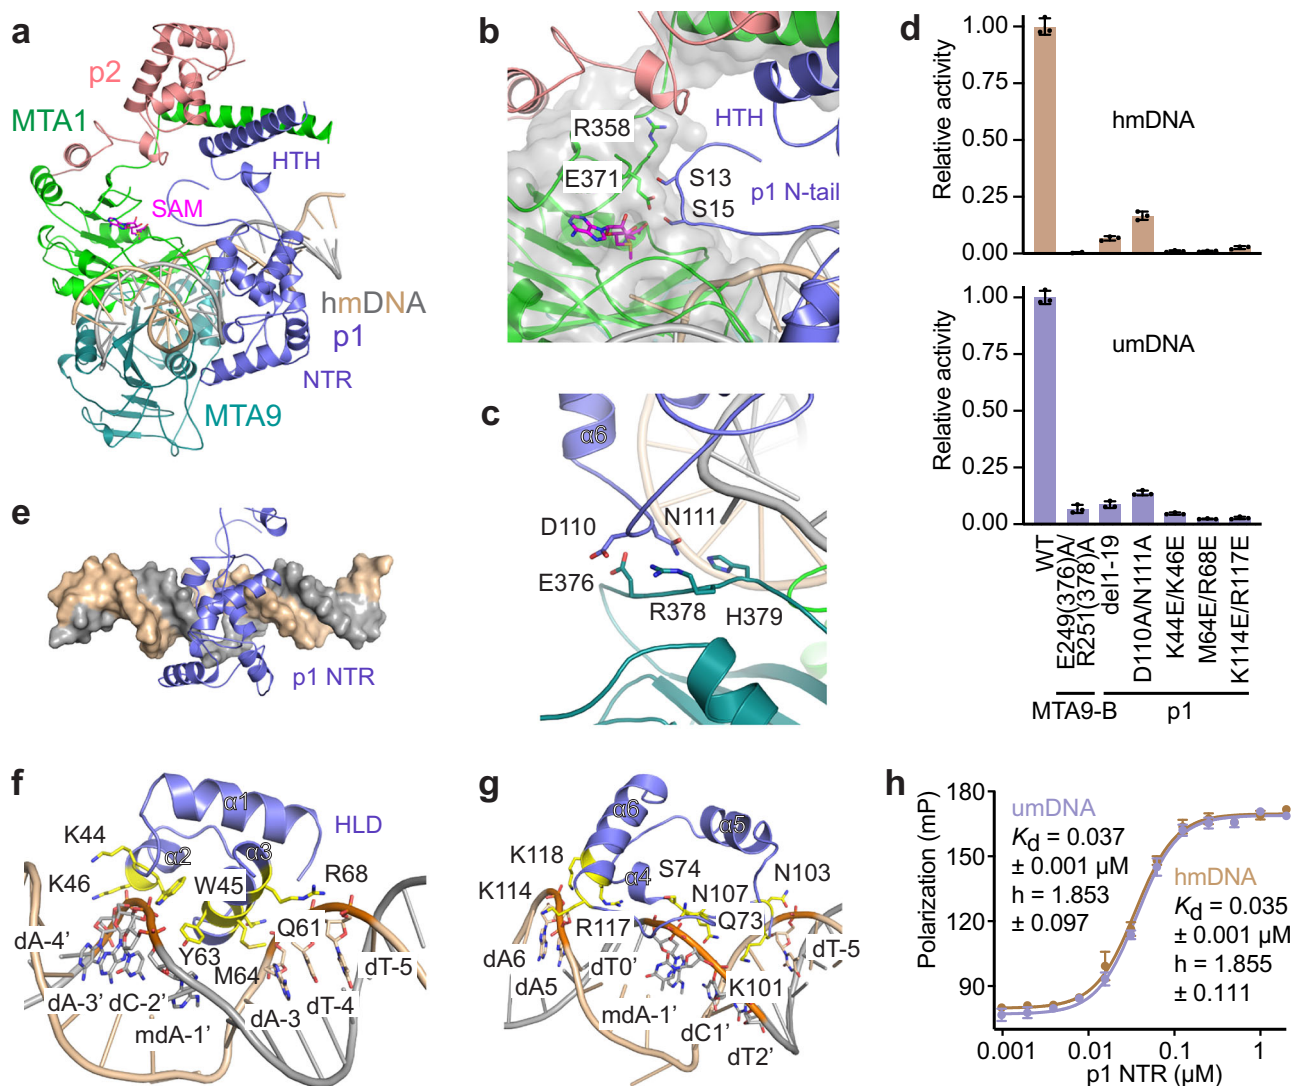 a
p2
MTA1
HTH
SAM
hmDNA
p1
NTR
MTA9
b
R358
HTH
E371
S13
p1 N-tail
S15
c
α6
D110
N111
E376
R378
H379
d
Relative activity
1.00
0.75
0.50
0.25
0.00
hmDNA
Relative activity
1.00
0.75
0.50
0.25
0.00
umDNA
WT
E249(376)A/
R251(378)A
del1-19
D110A/N111A
K44E/K46E
M64E/R68E
K114E/R117E
MTA9-B
p1
e
p1 NTR
f
α1
HLD
K44
α2
α3
K46
W45
R68
Q61
dA-4’
Y63
M64
dT-5
dA-3’
dC-2’
dT-4
mdA-1’
dA-3
g
α6
α5
K118
S74
N103
K114
α4
N107
R117
Q73
dA6
dT0’
dT-5
dA5
K101
mdA-1’
dC1’
dT2’
h
Polarization (mP)
180
150
120
90
umDNA
Kd = 0.037
± 0.001 µM
h = 1.853
± 0.097
hmDNA
Kd = 0.035
± 0.001 µM
h = 1.855
± 0.111
0.001
0.01
0.1
1
p1 NTR (µM)